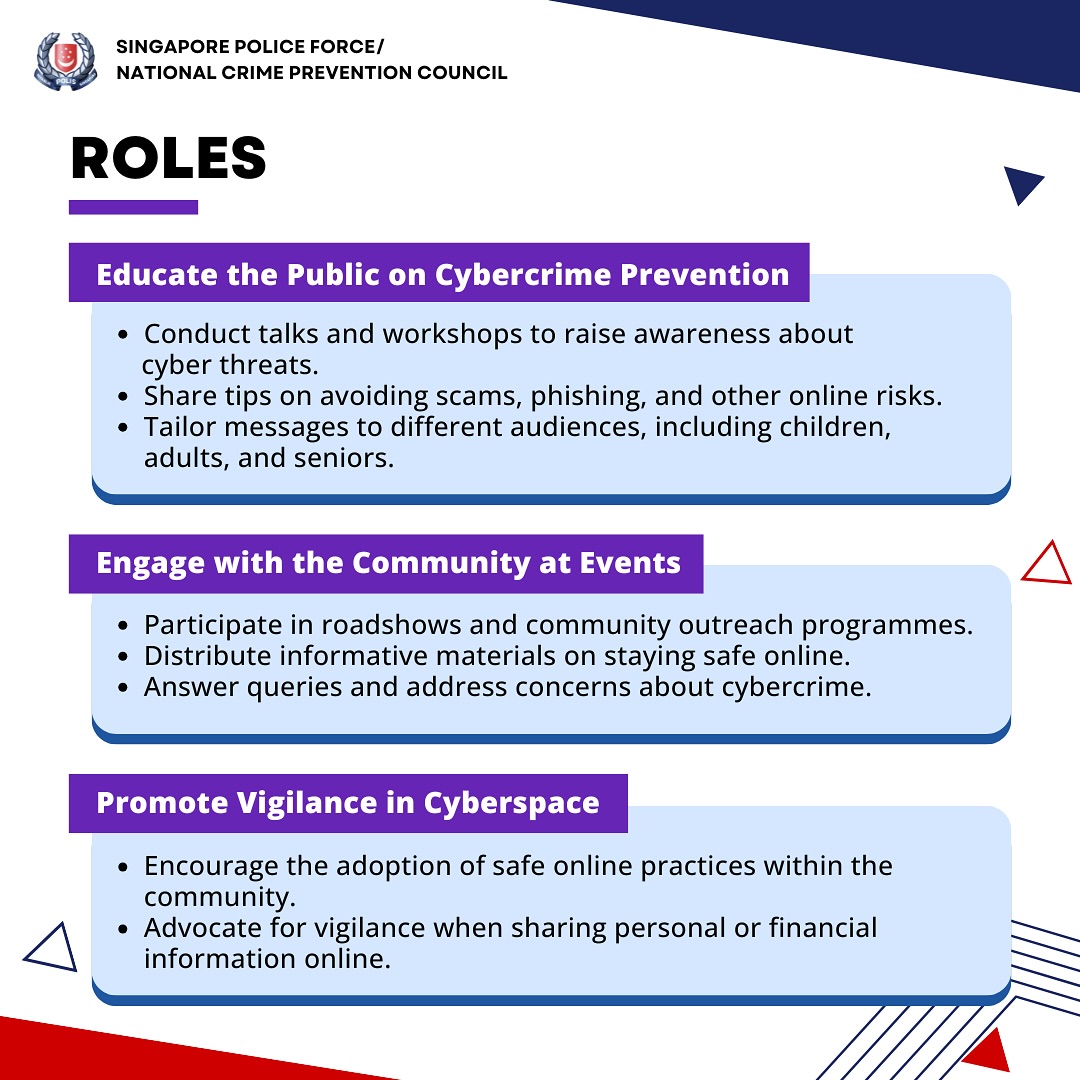 SINGAPORE POLICE FORCE/
NATIONAL CRIME PREVENTION COUNCIL
POLIS
ROLES
Educate the Public on Cybercrime Prevention
• Conduct talks and workshops to raise awareness about
cyber threats.
• Share tips on avoiding scams, phishing, and other online risks.
• Tailor messages to different audiences, including children,
adults, and seniors.
Engage with the Community at Events
• Participate in roadshows and community outreach programmes.
• Distribute informative materials on staying safe online.
• Answer queries and address concerns about cybercrime.
Promote Vigilance in Cyberspace
• Encourage the adoption of safe online practices within the
community.
• Advocate for vigilance when sharing personal or financial
information online.